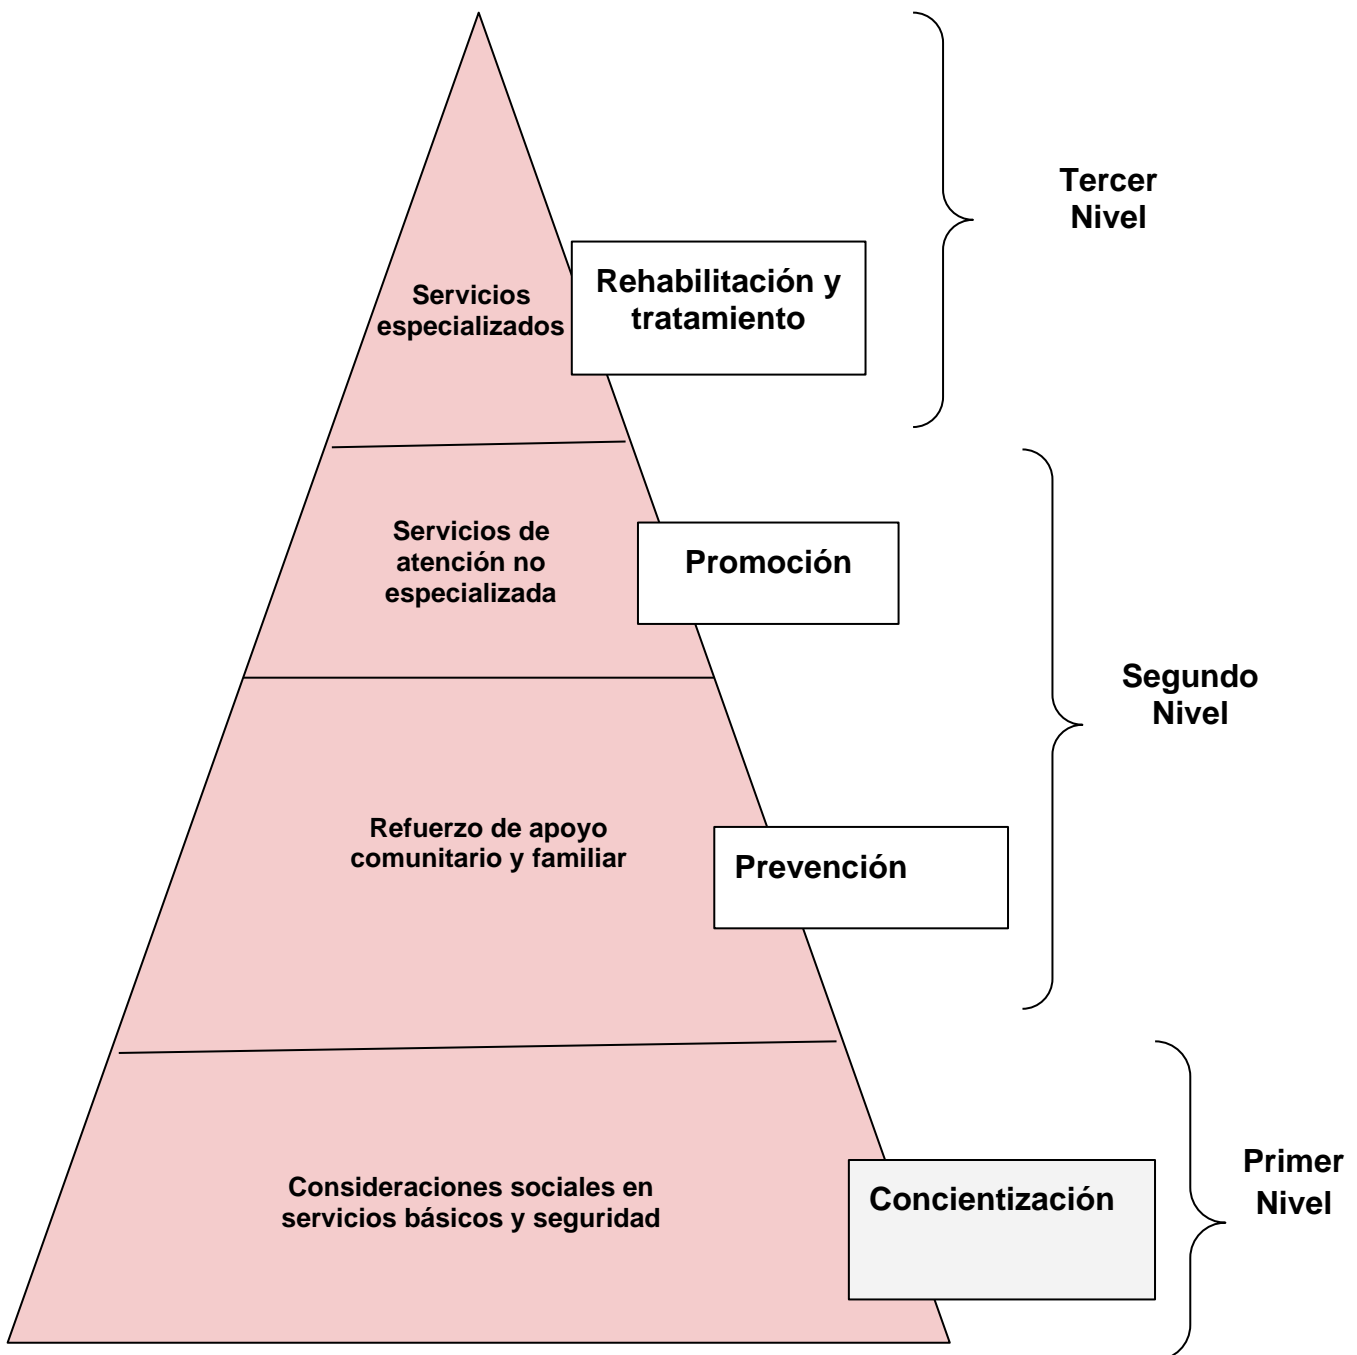 Tercer
Nivel
Servicios
especializados
Rehabilitación y
tratamiento
Servicios de
atención no
especializada
Promoción
Segundo
Nivel
Refuerzo de apoyo
comunitario y familiar
Prevención
Consideraciones sociales en
servicios básicos y seguridad
Concientización
Primer
Nivel